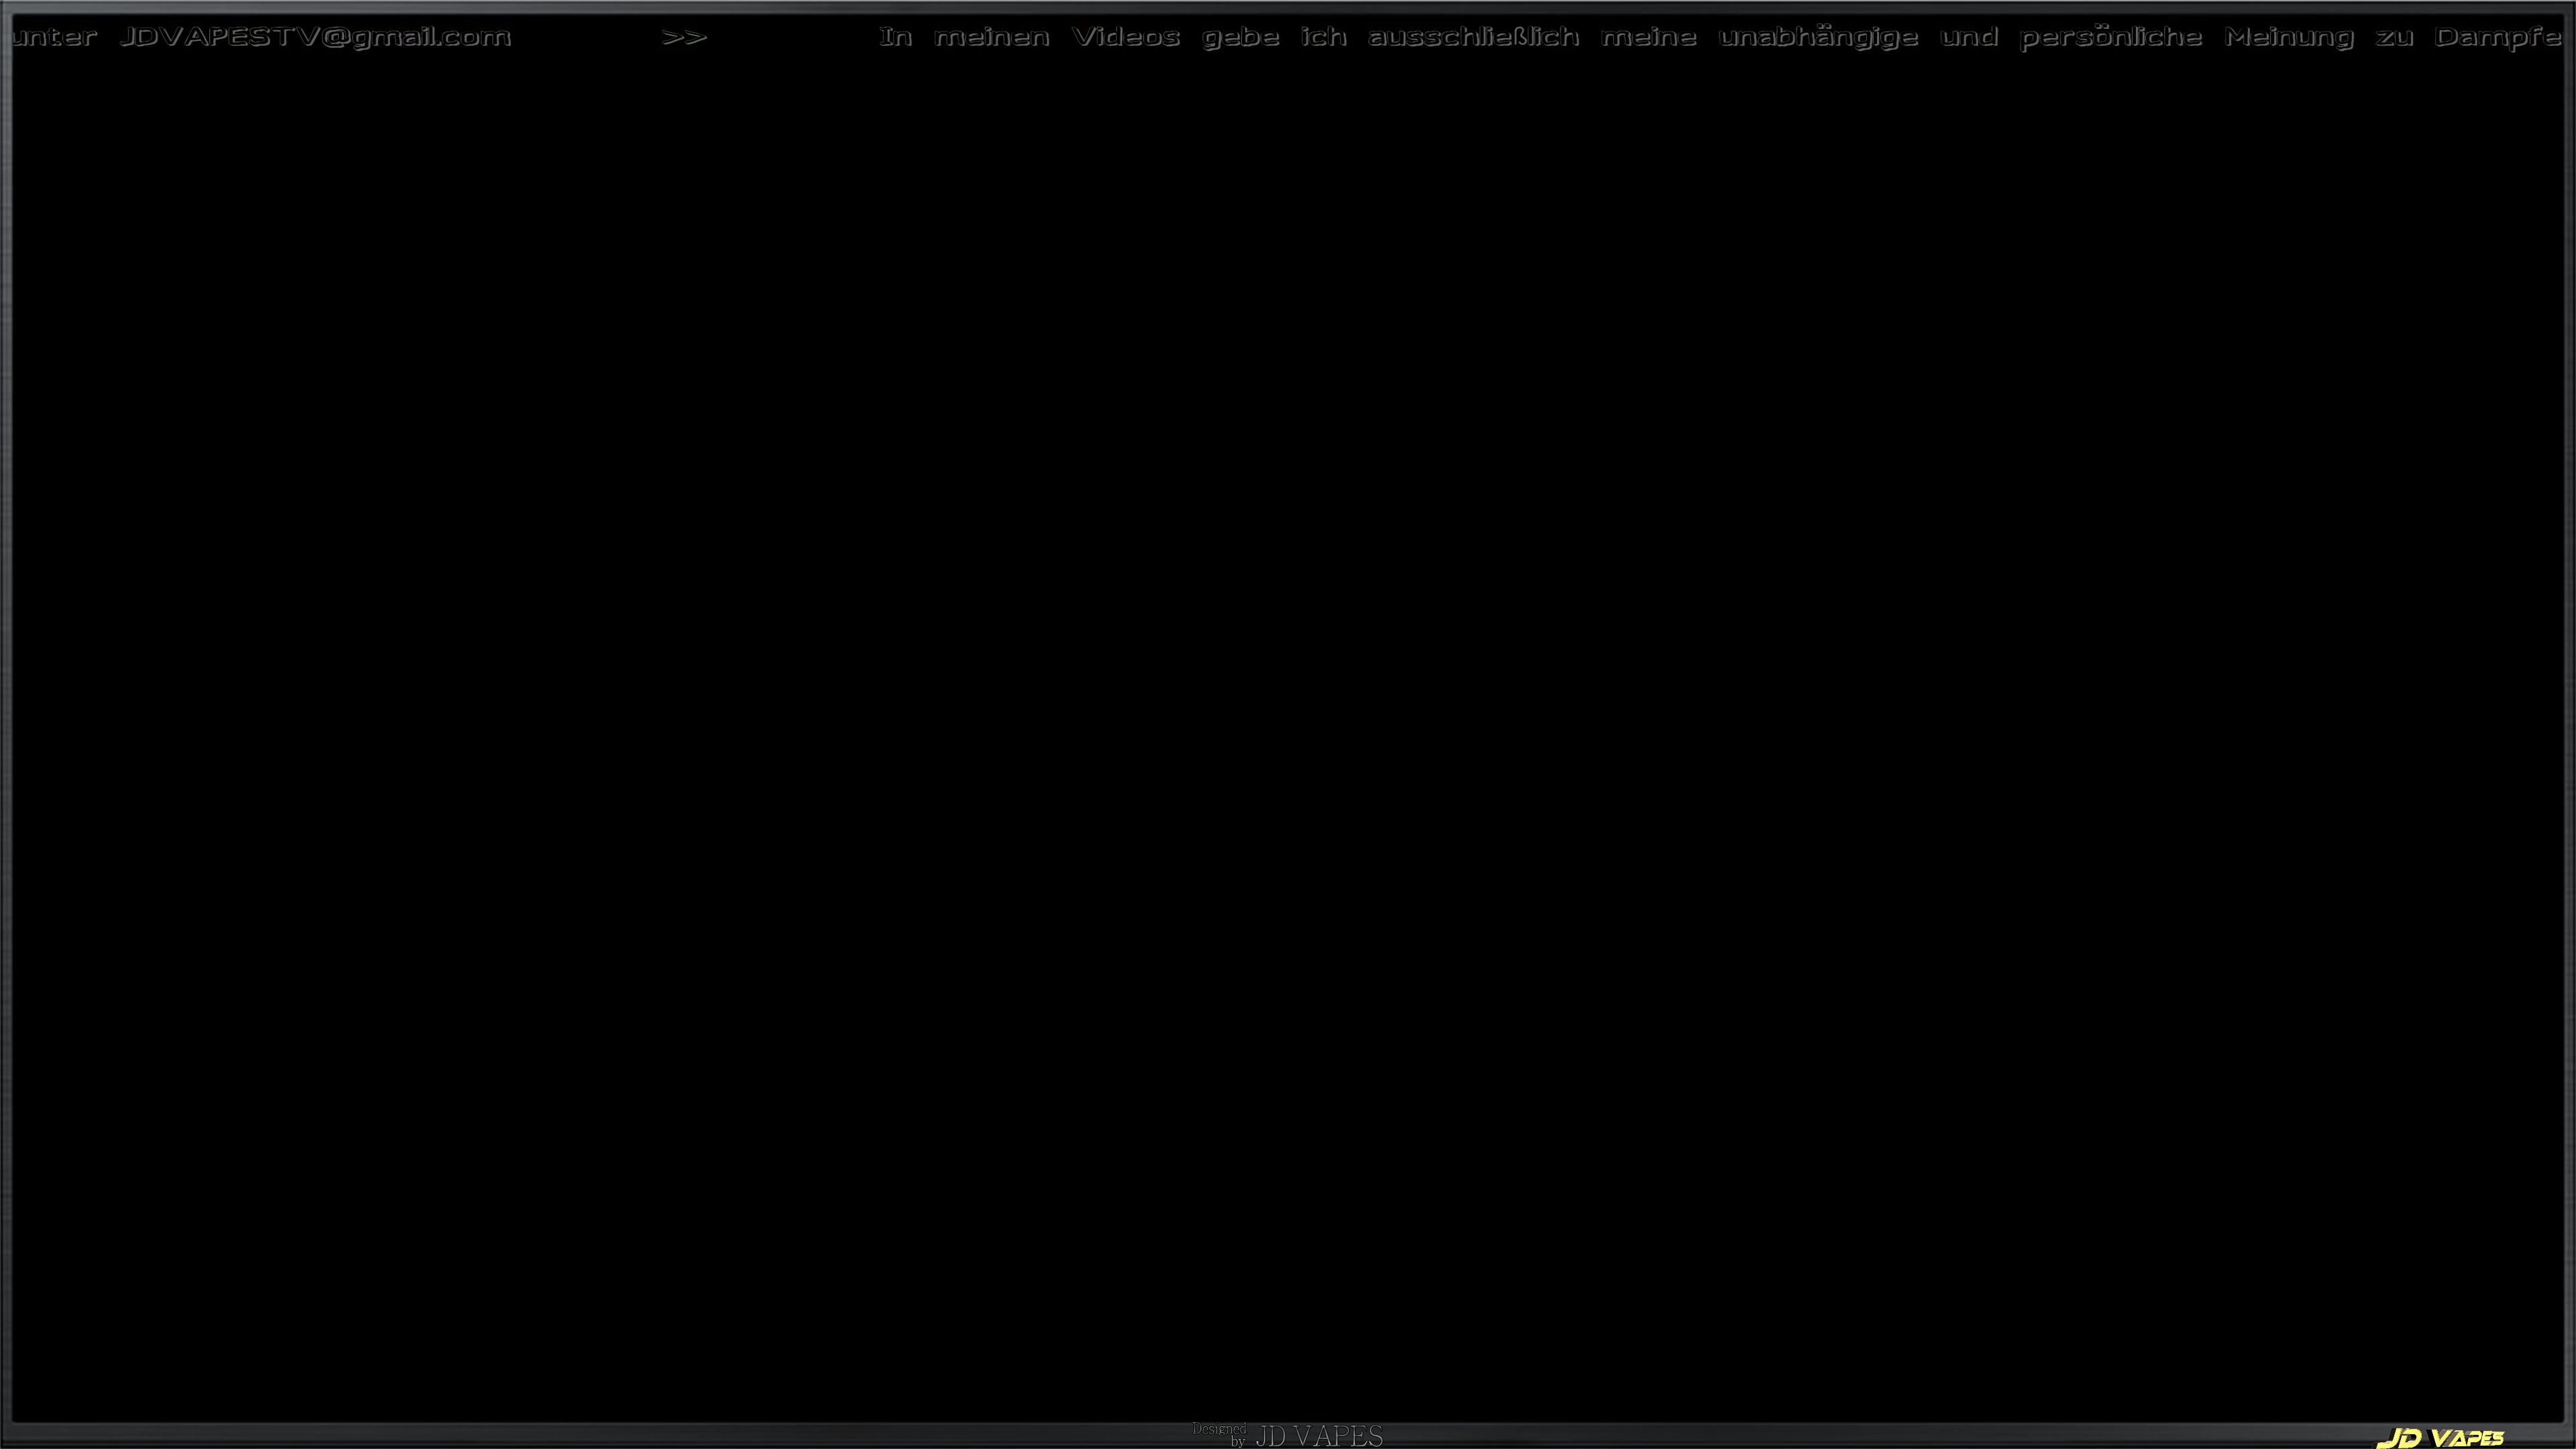 unter JDVAPESTV@gmail.com >> In meinen Videos gebe ich ausschließlich meine unabhängige und persönliche Meinung zu Dampfe
Designed
by JD VAPES
JD VAPES